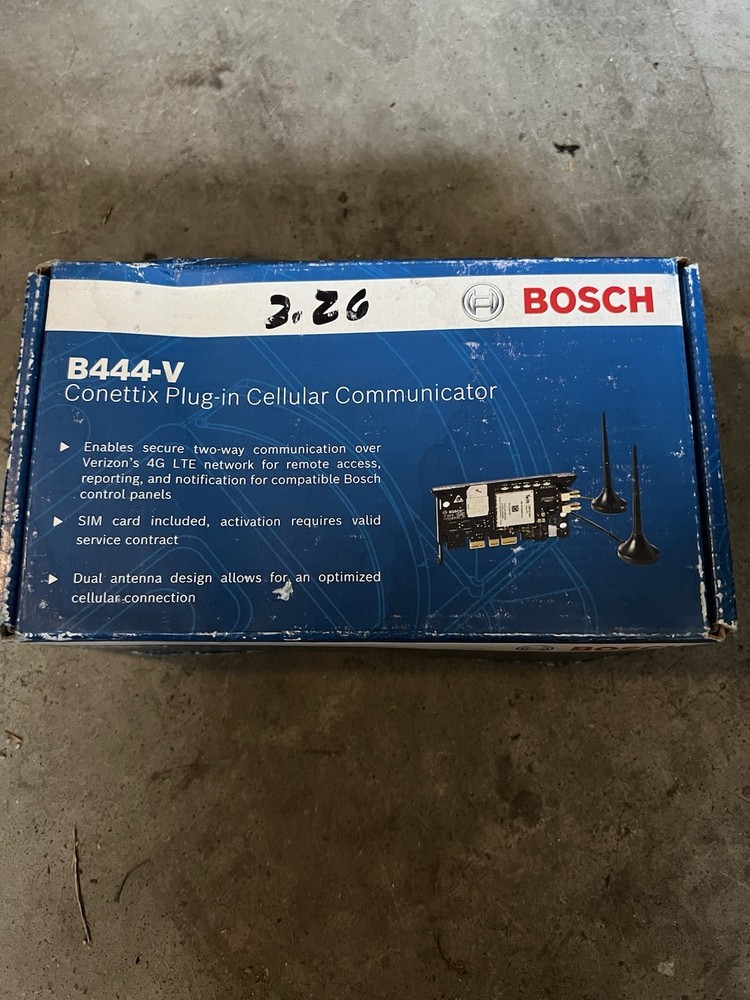 3.26
BOSCH
B444-V
Conettix Plug-in Cellular Communicator
Enables secure two-way communication over
Verizon's 4G LTE network for remote access,
reporting, and notification for compatible Bosch
control panels
SIM card included, activation requires valid
service contract
Dual antenna design allows for an optimized
cellular connection
BOSCH
BOSCH